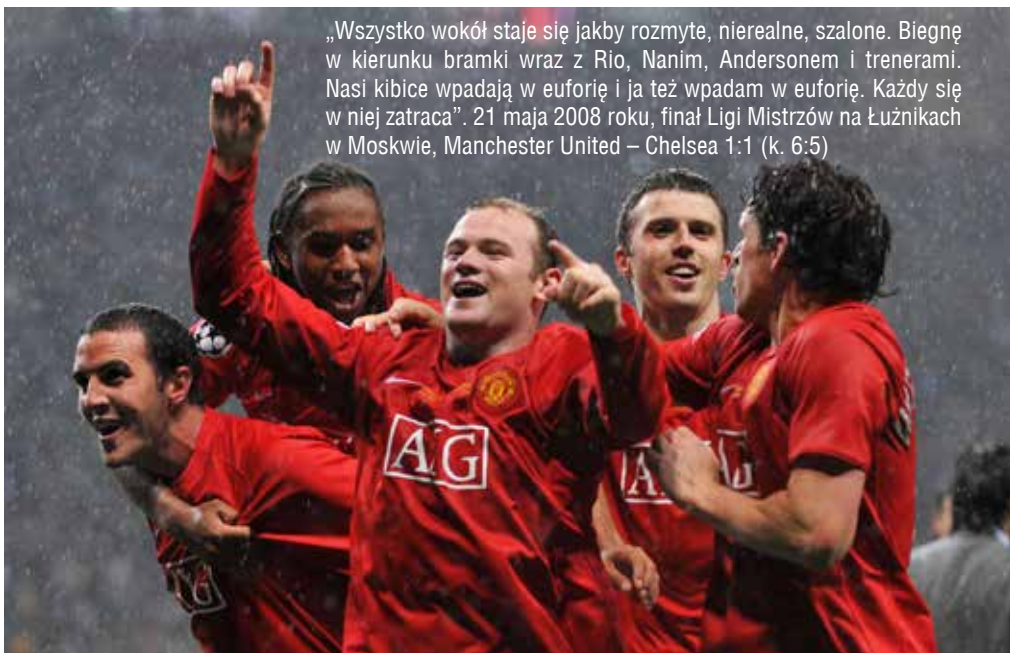 „Wszystko wokół staje się jakby rozmyte, nierealne, szalone. Biegnę
w kierunku bramki wraz z Rio, Nanim, Andersonem i trenerami.
Nasi kibice wpadają w euforię i ja też wpadam w euforię. Każdy się
w niej zatraca”. 21 maja 2008 roku, finał Ligi Mistrzów na Łużnikach
w Moskwie, Manchester United – Chelsea 1:1 (k. 6:5)
AIG